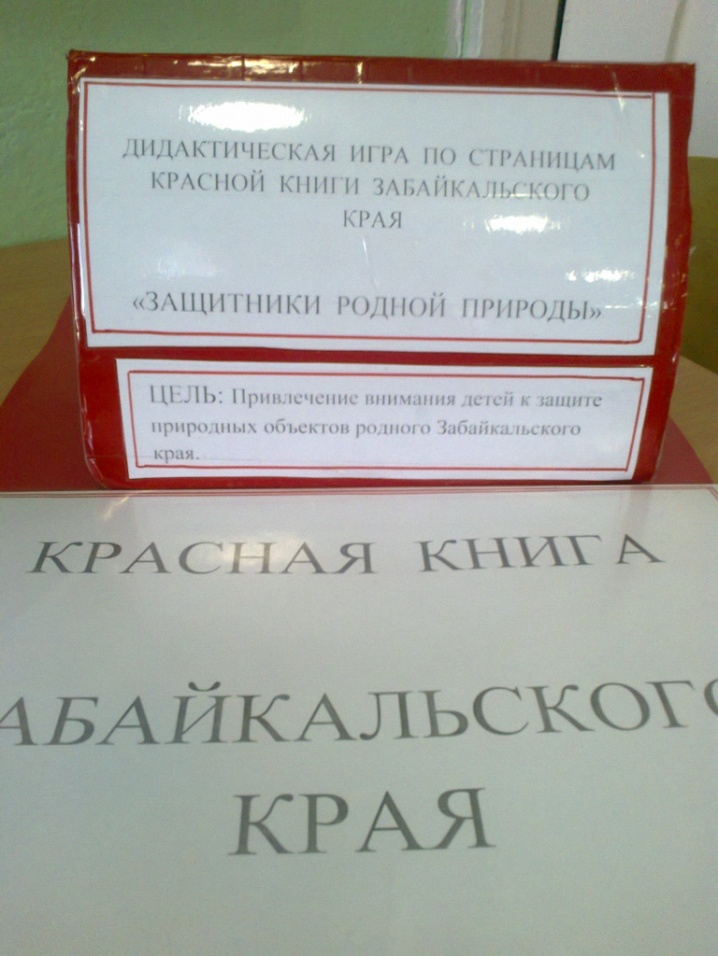 ДИДАКТИЧЕСКАЯ ИГРА ПО СТРАНИЦАМ
КРАСНОЙ КНИГИ ЗАБАЙКАЛЬСКОГО
КРАЯ
«ЗАЩИТНИКИ РОДНОЙ ПРИРОДЫ»
ЦЕЛЬ: Привлечение внимания детей к защите
природных объектов родного Забайкальского
края.
КРАСНАЯ КНИГА
АБАЙКАЛЬСКОГО
КРАЯ